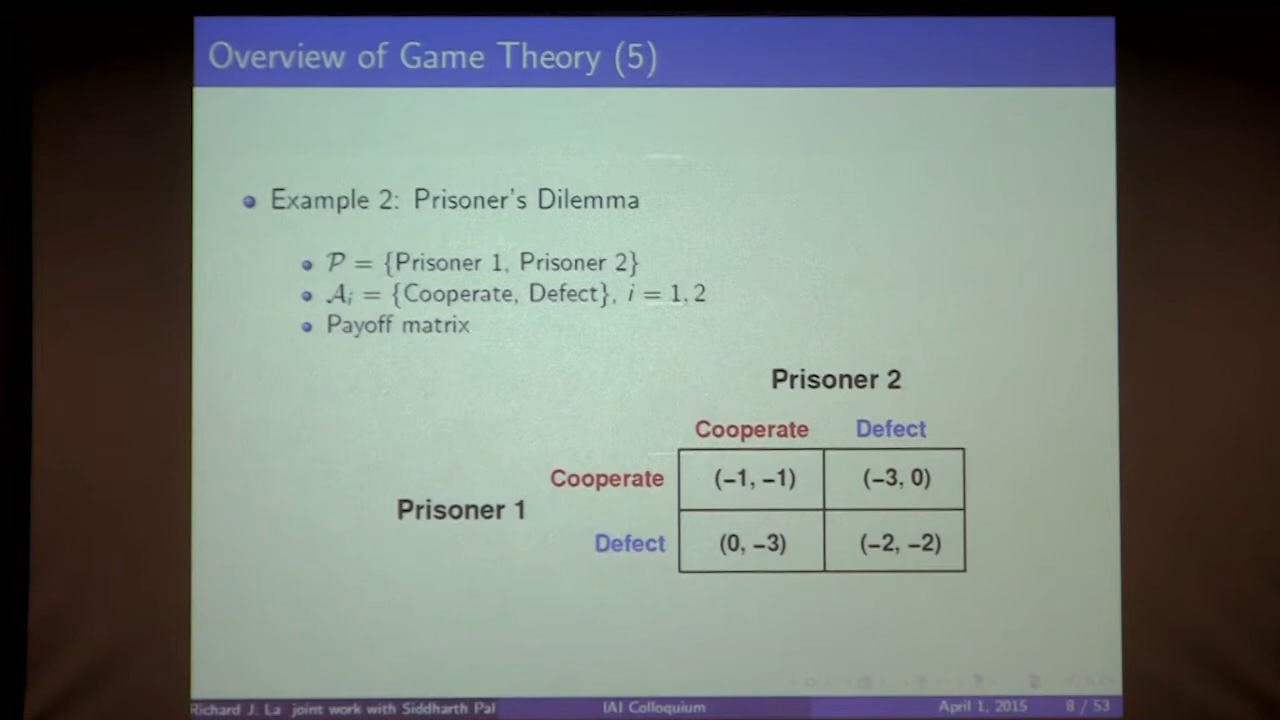 Overview of Game Theory (5)
Example 2: Prisoner's Dilemma
P = {Prisoner 1, Prisoner 2}
Aᵢ = {Cooperate, Defect}, i = 1, 2
Payoff matrix
Prisoner 2
Cooperate Defect
Cooperate (−1, −1) (−3, 0)
Prisoner 1
Defect (0, −3) (−2, −2)
Richard J. La joint work with Siddharth Pal IAI Colloquium April 1, 2015 8 / 53